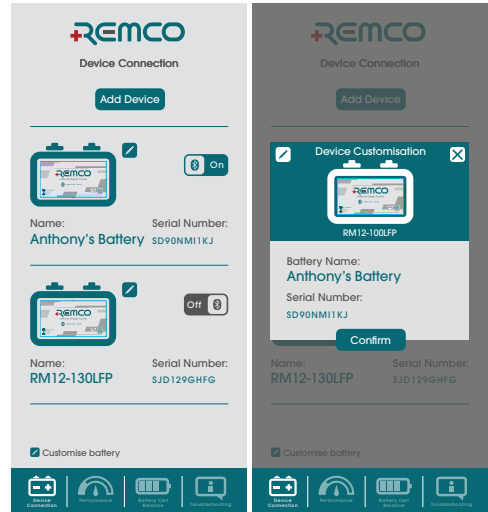 REMCO
Device Connection
Add Device
REMCO
On
Name:
Serial Number:
Anthony's Battery
SD90NMI1KJ
REMCO
Off
Name:
Serial Number:
RM12-130LFP
SJD129GHFG
Customise battery
Device Connection
Performance
Battery Cell Balance
Troubleshooting
REMCO
Device Connection
Add Device
Device Customisation
REMCO
RM12-100LFP
Battery Name:
Anthony's Battery
Serial Number:
SD90NMI1KJ
Confirm
Name:
Serial Number:
RM12-130LFP
SJD129GHFG
Customise battery
Device Connection
Performance
Battery Cell Balance
Troubleshooting